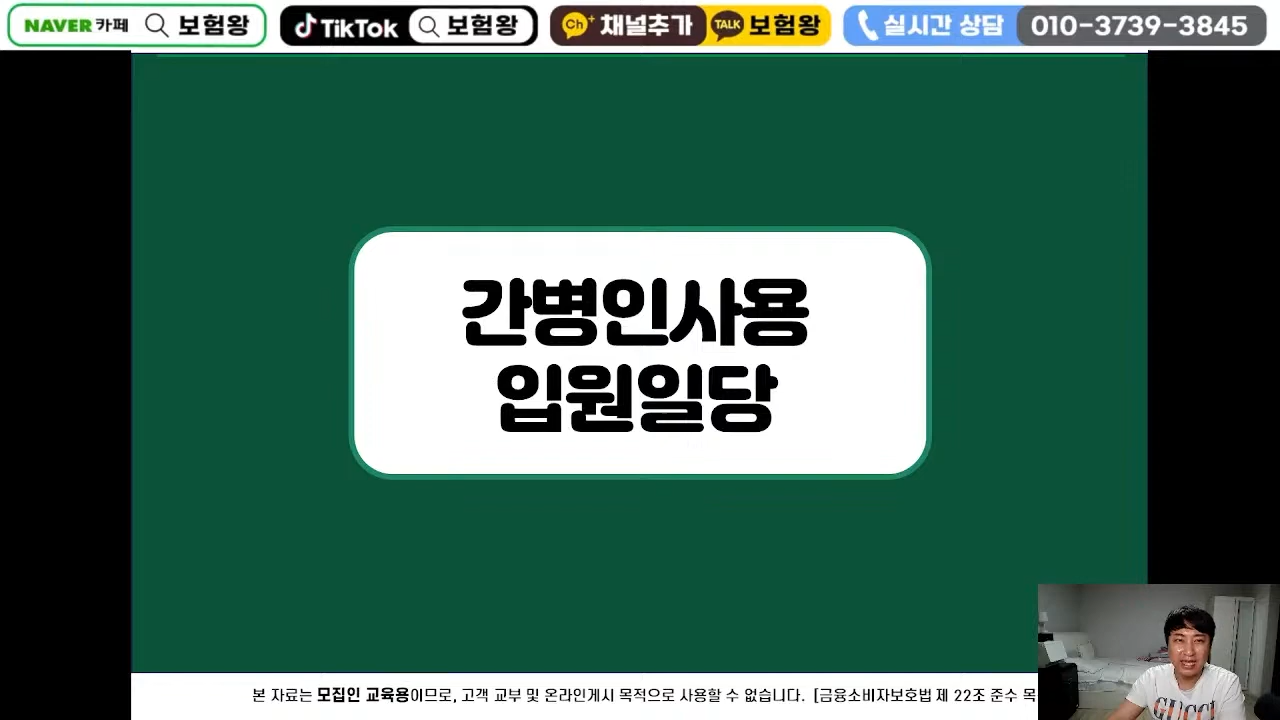 NAVER 카페 보험왕 TikTok 보험왕 Ch+ 채널추가 TALK 보험왕 실시간 상담 010-3739-3845
간병인사용
입원일당
본 자료는 모집인 교육용이므로, 고객 교부 및 온라인게시 목적으로 사용할 수 없습니다. [금융소비자보호법 제 22조 준수 목
GUCCI